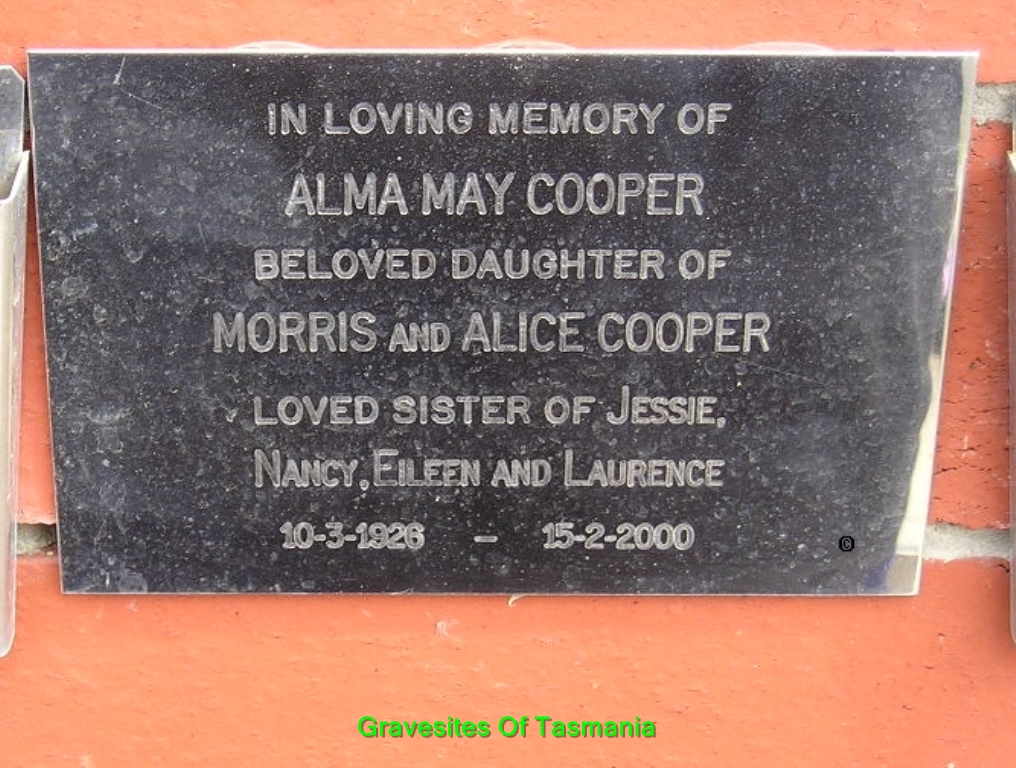 IN LOVING MEMORY OF
ALMA MAY COOPER
BELOVED DAUGHTER OF
MORRIS AND ALICE COOPER
LOVED SISTER OF JESSIE,
NANCY, EILEEN AND LAURENCE
10-3-1926 – 15-2-2000
©
Gravesites Of Tasmania